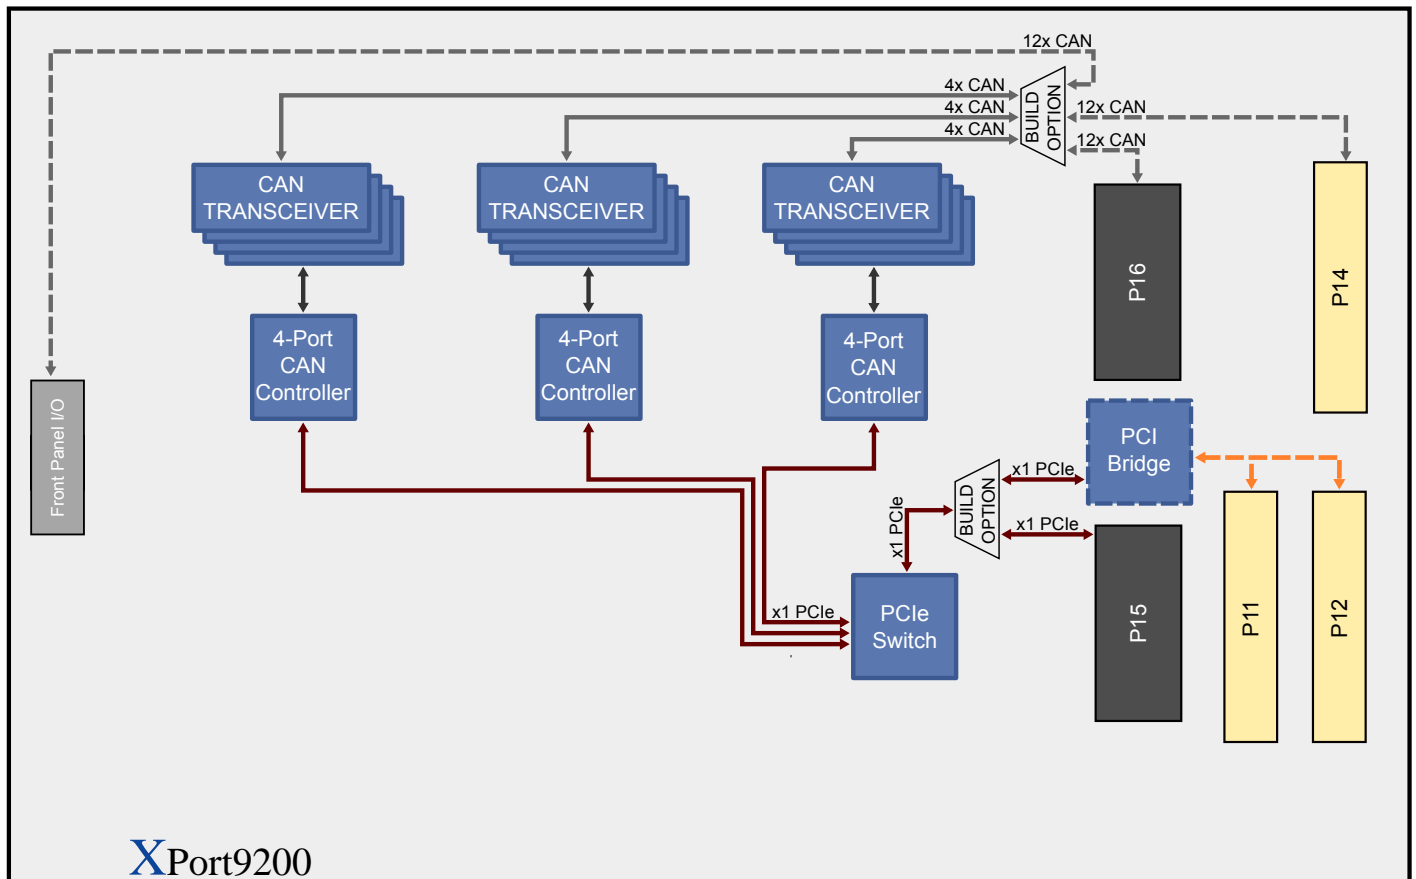 12x CAN
4x CAN
4x CAN
4x CAN
BUILD
OPTION
12x CAN
12x CAN
CAN
TRANSCEIVER
CAN
TRANSCEIVER
CAN
TRANSCEIVER
P16
P14
4-Port
CAN
Controller
4-Port
CAN
Controller
4-Port
CAN
Controller
Front Panel I/O
PCI
Bridge
x1 PCIe
BUILD
OPTION
x1 PCIe
x1 PCIe
x1 PCIe
PCIe
Switch
P15
P11
P12
XPort9200